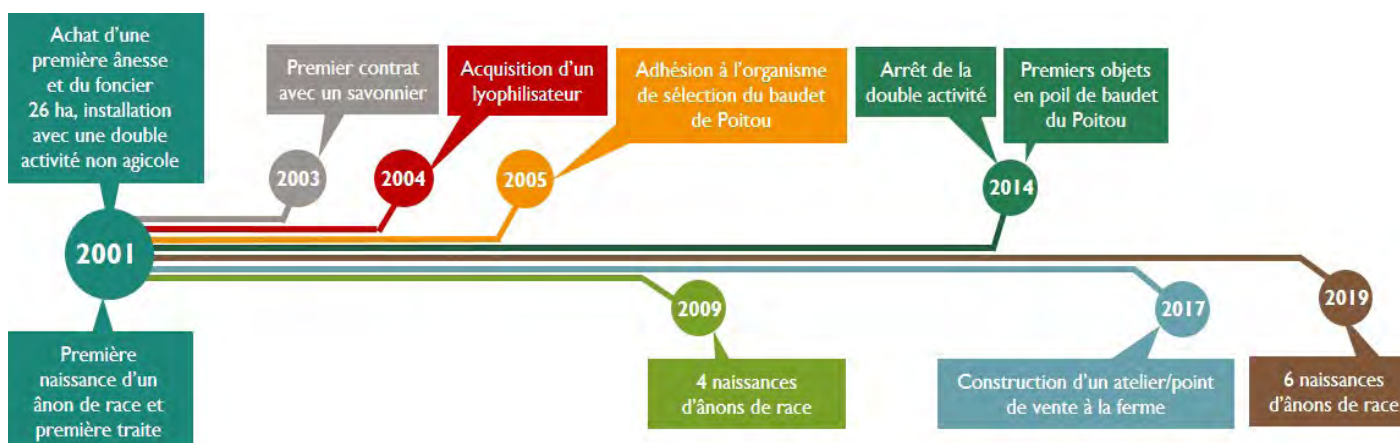 Achat d’une
première ânesse
et du foncier
26 ha, installation
avec une double
activité non agicole
2001
Première
naissance d’un
ânon de race et
première traite
Premier contrat
avec un savonnier
2003
Acquisition d’un
lyophilisateur
2004
Adhésion à l’organisme
de sélection du baudet
de Poitou
2005
4 naissances
d’ânons de race
2009
Arrêt de la
double activité
Premiers objets
en poil de baudet
du Poitou
2014
Construction d’un atelier/point
de vente à la ferme
2017
6 naissances
d’ânons de race
2019